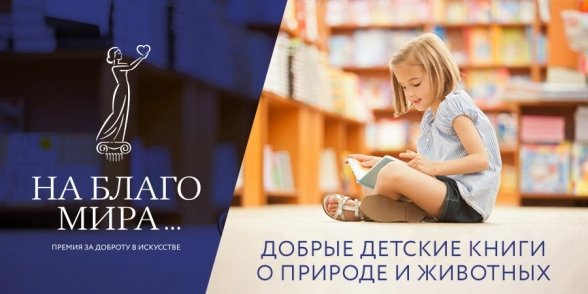 НА БЛАГО
МИРА...
ПРЕМИЯ ЗА ДОБРОТУ В ИСКУССТВЕ
ДОБРЫЕ ДЕТСКИЕ КНИГИ
О ПРИРОДЕ И ЖИВОТНЫХ